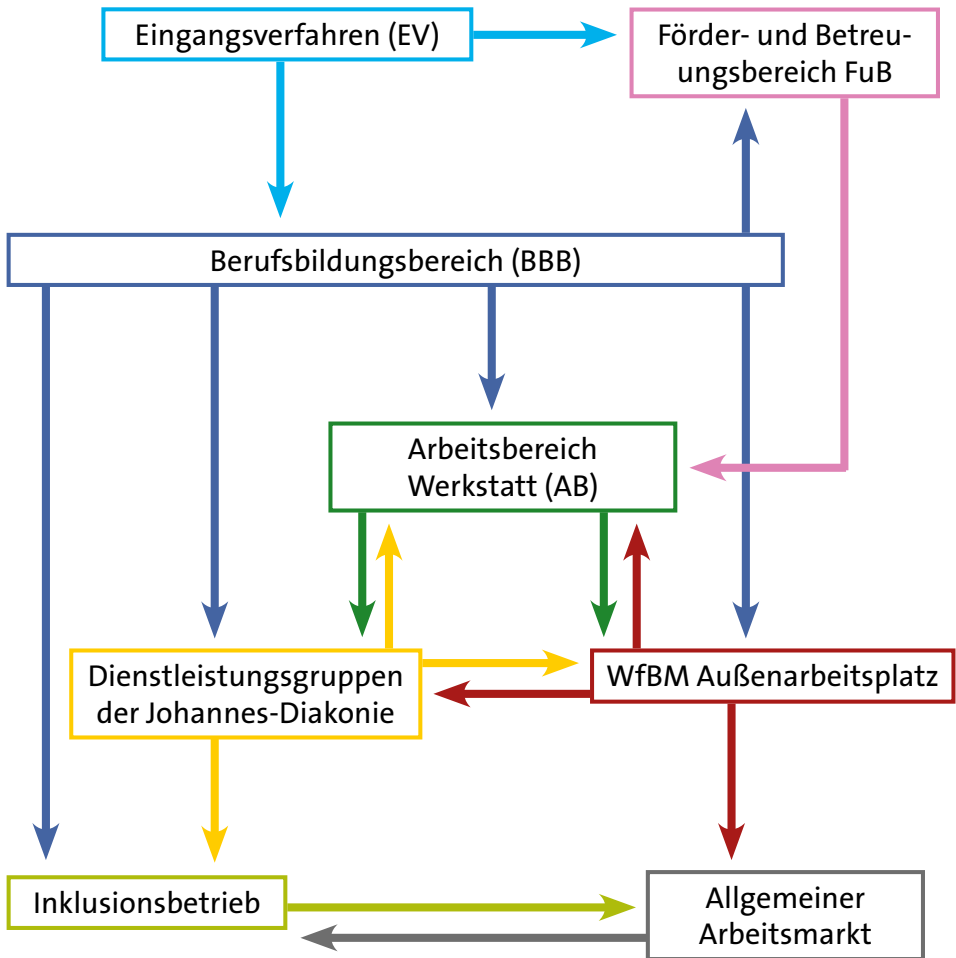 Eingangsverfahren (EV)
Förder- und Betreu-
ungsbereich FuB
Berufsbildungsbereich (BBB)
Arbeitsbereich
Werkstatt (AB)
Dienstleistungsgruppen
der Johannes-Diakonie
WfBM Außenarbeitsplatz
Inklusionsbetrieb
Allgemeiner
Arbeitsmarkt